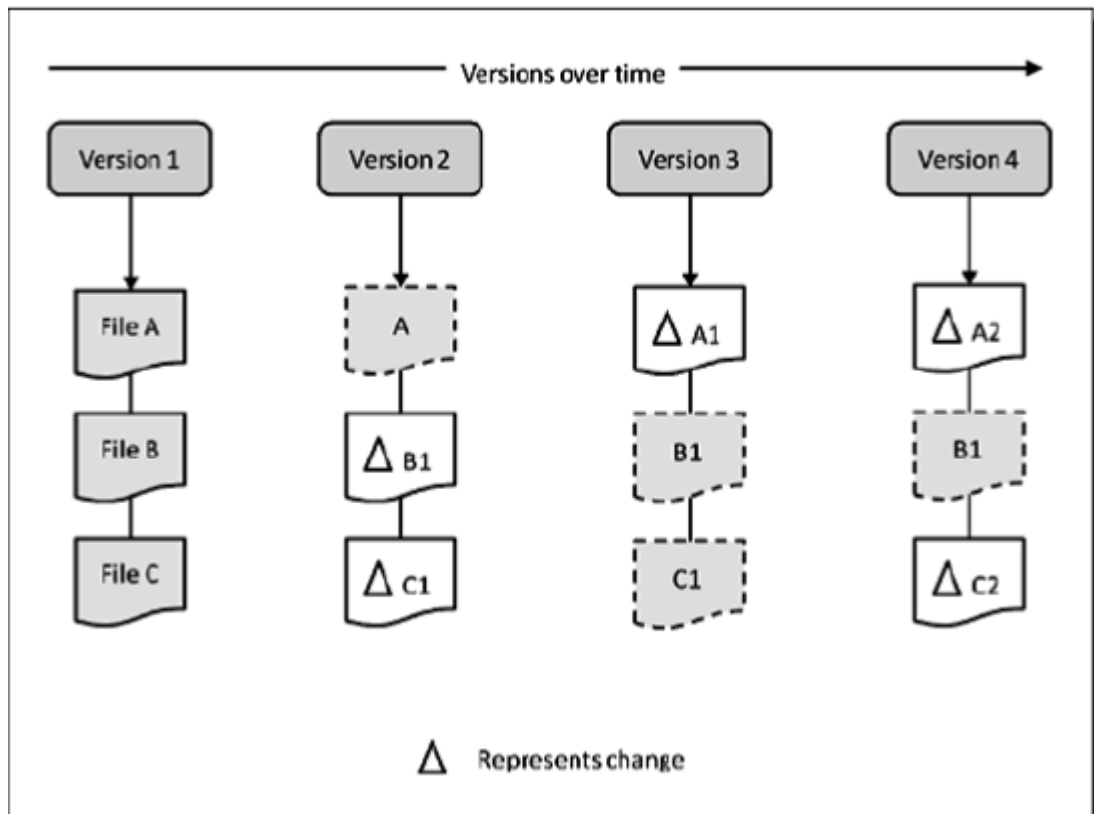 Versions over time
Version 1
Version 2
Version 3
Version 4
File A
A
Δ A1
Δ A2
File B
Δ B1
B1
B1
File C
Δ C1
C1
Δ C2
Δ Represents change